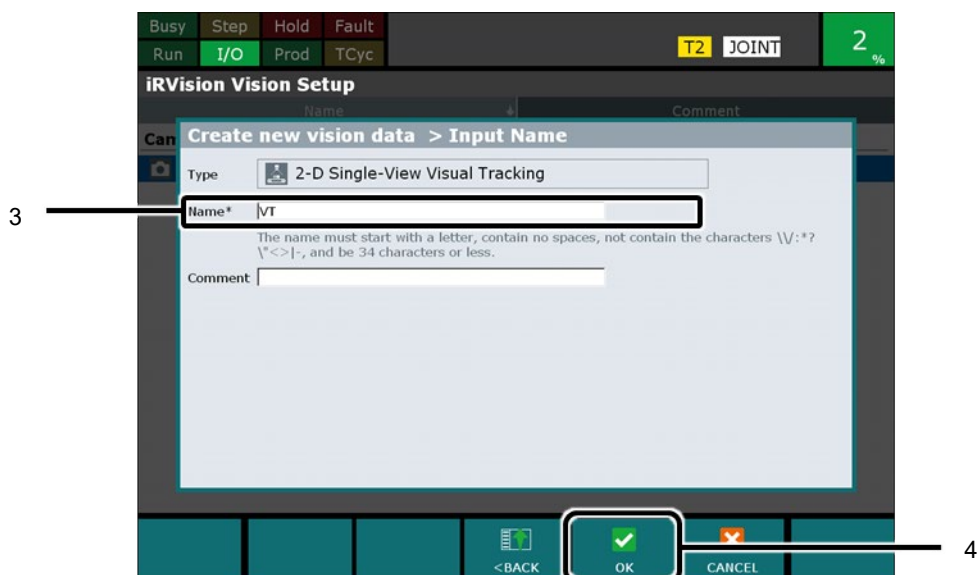 Busy Step Hold Fault
Run I/O Prod TCyc
T2 JOINT 2 %
iRVision Vision Setup
Name Comment
Cam
Create new vision data > Input Name
Type 2-D Single-View Visual Tracking
3
Name* VT
The name must start with a letter, contain no spaces, not contain the characters \\/:*?
\"<>|-, and be 34 characters or less.
Comment
<BACK OK CANCEL
4